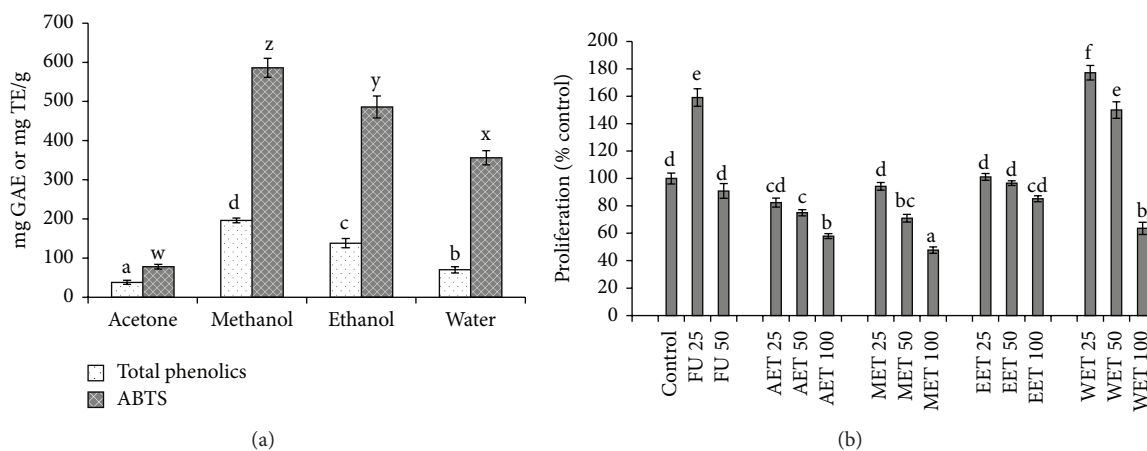 mg GAE or mg TE/g
700
600
500
400
300
200
100
0
a
w
d
z
c
y
b
x
Acetone
Methanol
Ethanol
Water
Total phenolics
ABTS
(a)
Proliferation (% control)
200
180
160
140
120
100
80
60
40
20
0
d
e
d
cd
c
b
d
bc
a
d
d
cd
f
e
b
Control
FU 25
FU 50
AET 25
AET 50
AET 100
MET 25
MET 50
MET 100
EET 25
EET 50
EET 100
WET 25
WET 50
WET 100
(b)